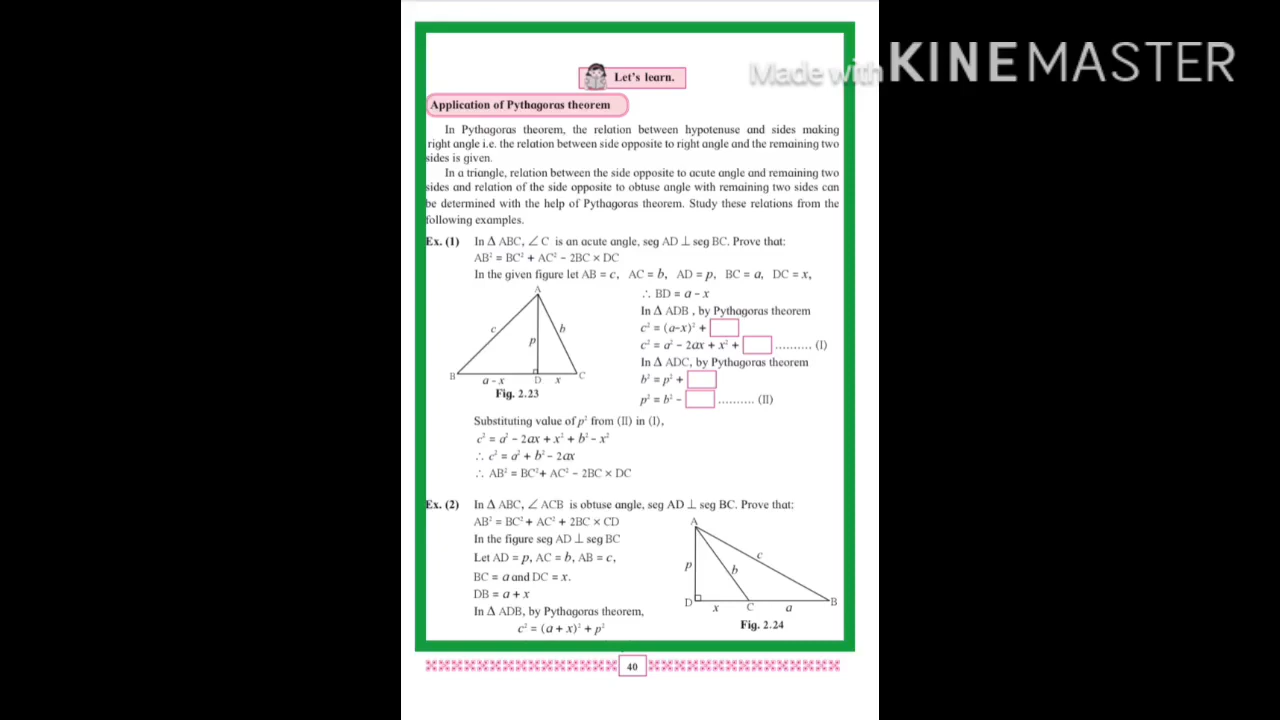 Made with KINEMASTER
Let's learn.
Application of Pythagoras theorem
In Pythagoras theorem, the relation between hypotenuse and sides making
right angle i.e. the relation between side opposite to right angle and the remaining two
sides is given.
In a triangle, relation between the side opposite to acute angle and remaining two
sides and relation of the side opposite to obtuse angle with remaining two sides can
be determined with the help of Pythagoras theorem. Study these relations from the
following examples.
Ex. (1) In Δ ABC, ∠ C is an acute angle, seg AD ⊥ seg BC. Prove that:
AB² = BC² + AC² − 2BC × DC
In the given figure let AB = c, AC = b, AD = p, BC = a, DC = x,
∴ BD = a − x
In Δ ADB , by Pythagoras theorem
c² = (a−x)² + □
c² = a² − 2ax + x² + □ .......... (I)
In Δ ADC, by Pythagoras theorem
b² = p² + □
p² = b² − □ .......... (II)
A
c
b
p
B
a − x
D
x
C
Fig. 2.23
Substituting value of p² from (II) in (I),
c² = a² − 2ax + x² + b² − x²
∴ c² = a² + b² − 2ax
∴ AB² = BC² + AC² − 2BC × DC
Ex. (2) In Δ ABC, ∠ ACB is obtuse angle, seg AD ⊥ seg BC. Prove that:
AB² = BC² + AC² + 2BC × CD
In the figure seg AD ⊥ seg BC
Let AD = p, AC = b, AB = c,
BC = a and DC = x.
DB = a + x
In Δ ADB, by Pythagoras theorem,
c² = (a + x)² + p²
A
c
p
b
D
x
C
a
B
Fig. 2.24
40